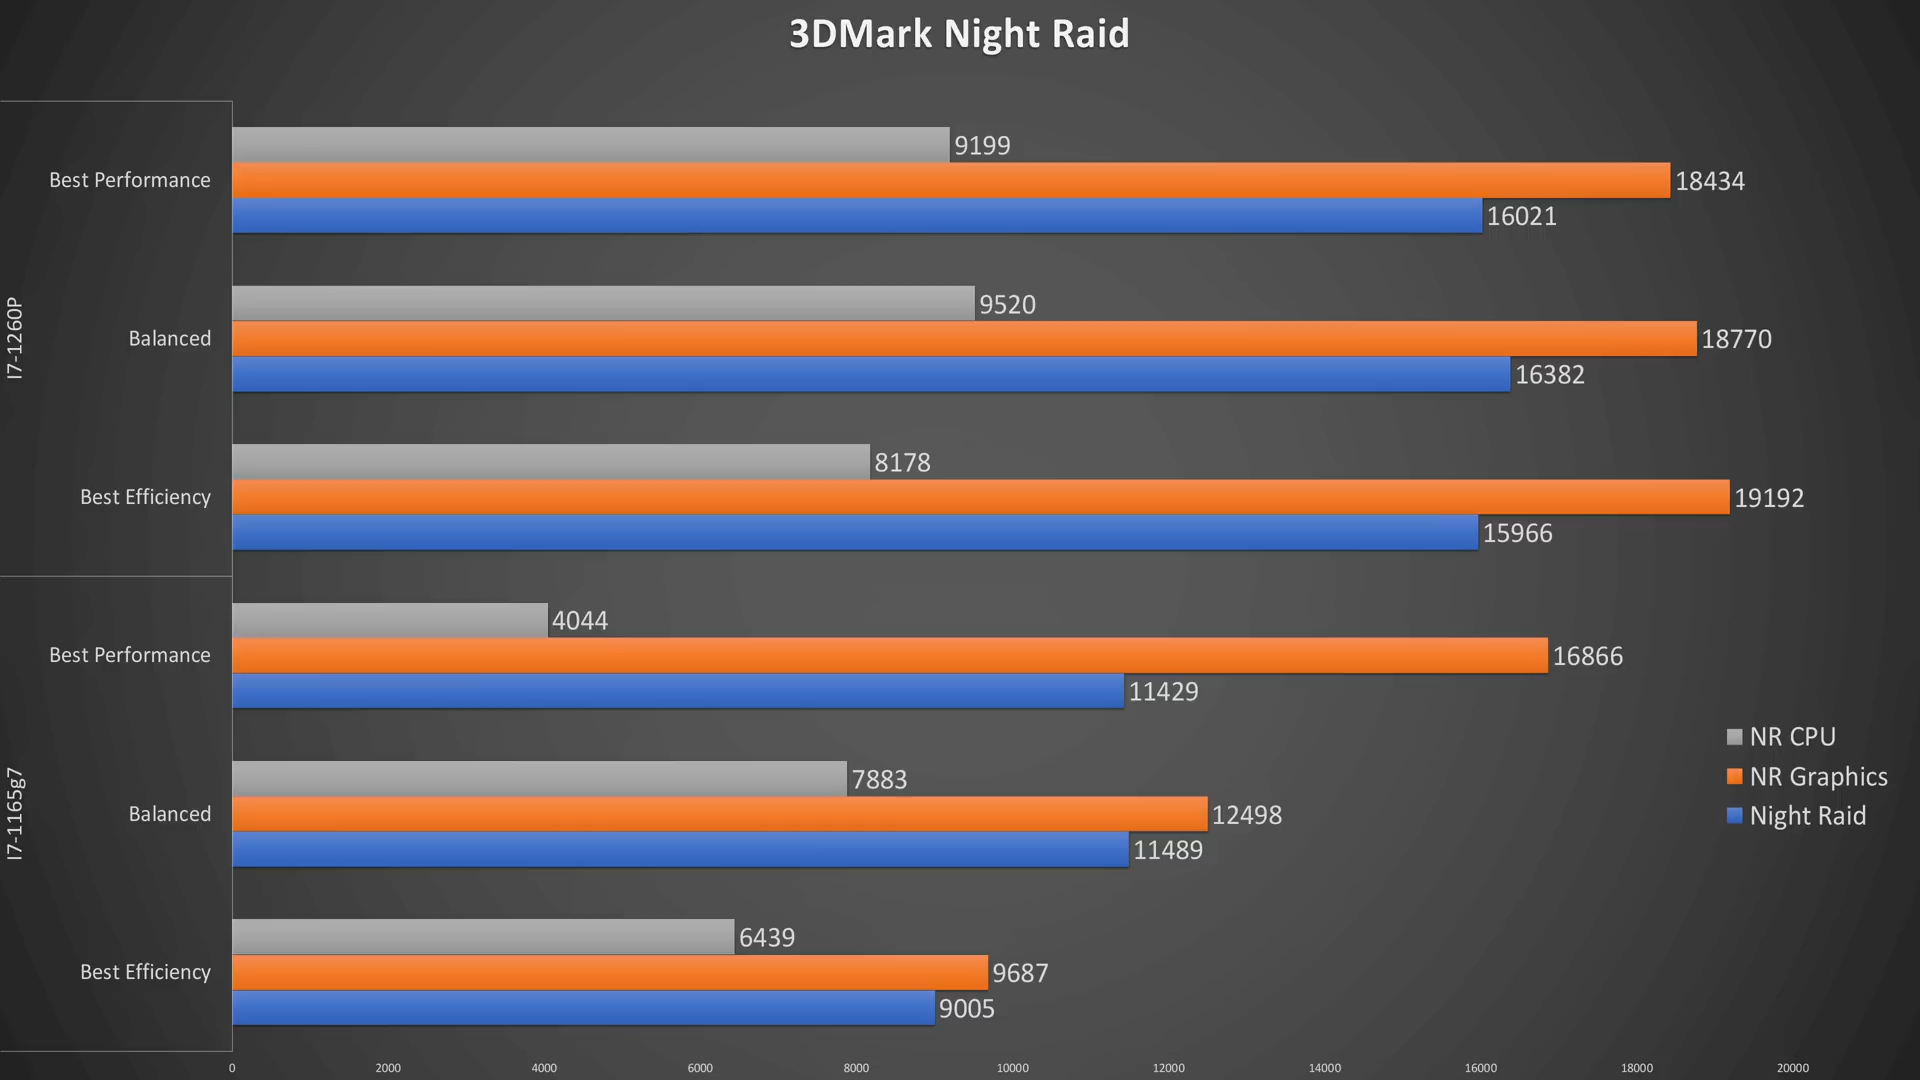 3DMark Night Raid
I7-1260P
Best Performance
9199
18434
16021
Balanced
9520
18770
16382
Best Efficiency
8178
19192
15966
I7-1165g7
Best Performance
4044
16866
11429
Balanced
7883
12498
11489
Best Efficiency
6439
9687
9005
NR CPU
NR Graphics
Night Raid
0 2000 4000 6000 8000 10000 12000 14000 16000 18000 20000